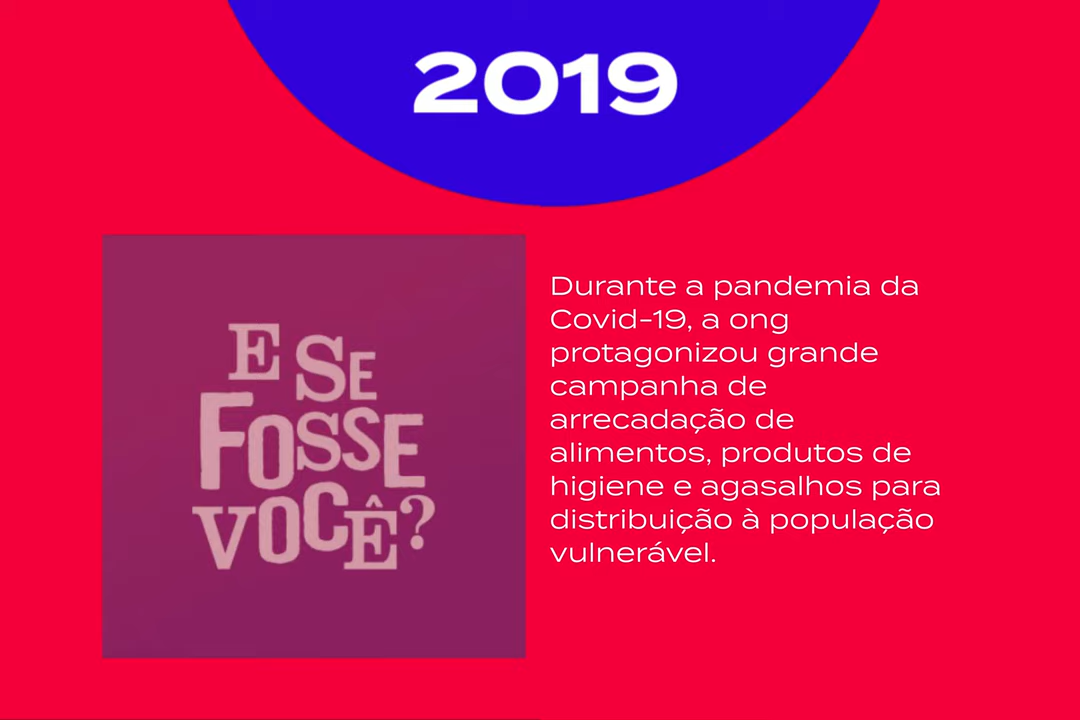 2019
E SE
FOSSE
VOCÊ?
Durante a pandemia da
Covid-19, a ong
protagonizou grande
campanha de
arrecadação de
alimentos, produtos de
higiene e agasalhos para
distribuição à população
vulnerável.